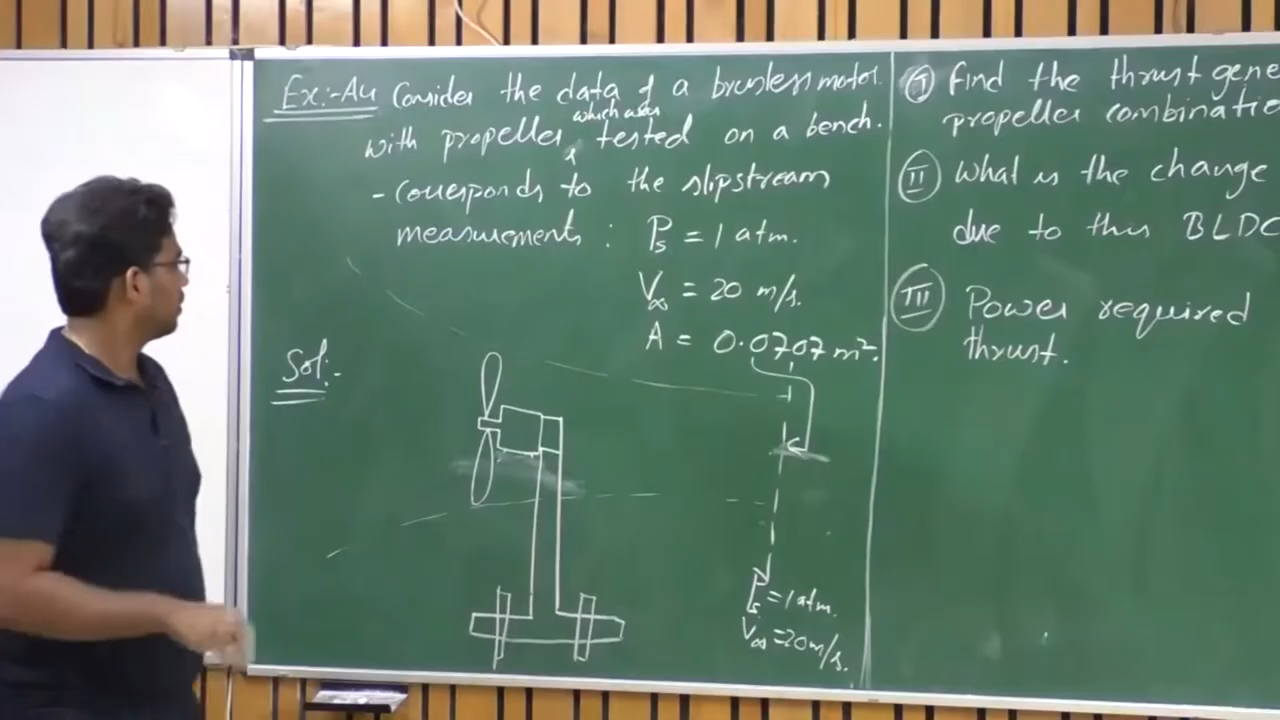 Ex:- Au Consider the data of a brusless motor.
with propeller, which was tested on a bench.
- corresponds to the slipstream
measurements : Ps = 1 atm.
V∞ = 20 m/s.
A = 0.0707 m².
Sol:-
Ps = 1 atm.
V∞ = 20 m/s.
(I) Find the thrust gene
propeller combinatio
(II) What is the change
due to this BLDC
(III) Power required
thrust.